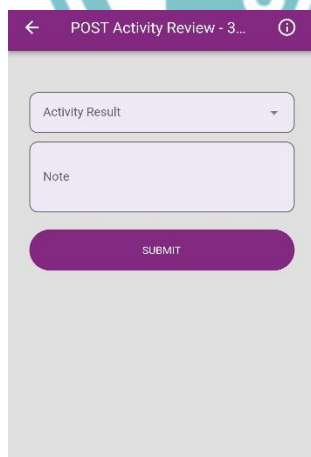 POST Activity Review - 3...
Activity Result
Note
SUBMIT